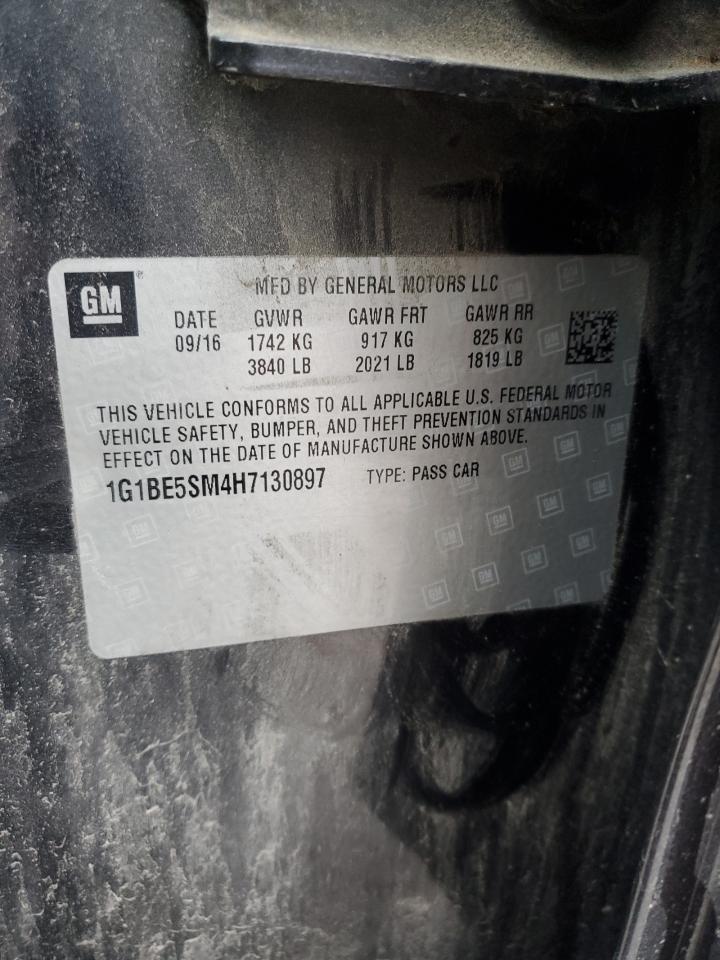 GM
MFD BY GENERAL MOTORS LLC
DATE GVWR GAWR FRT GAWR RR
09/16 1742 KG 917 KG 825 KG
3840 LB 2021 LB 1819 LB
THIS VEHICLE CONFORMS TO ALL APPLICABLE U.S. FEDERAL MOTOR
VEHICLE SAFETY, BUMPER, AND THEFT PREVENTION STANDARDS IN
EFFECT ON THE DATE OF MANUFACTURE SHOWN ABOVE.
1G1BE5SM4H7130897 TYPE: PASS CAR